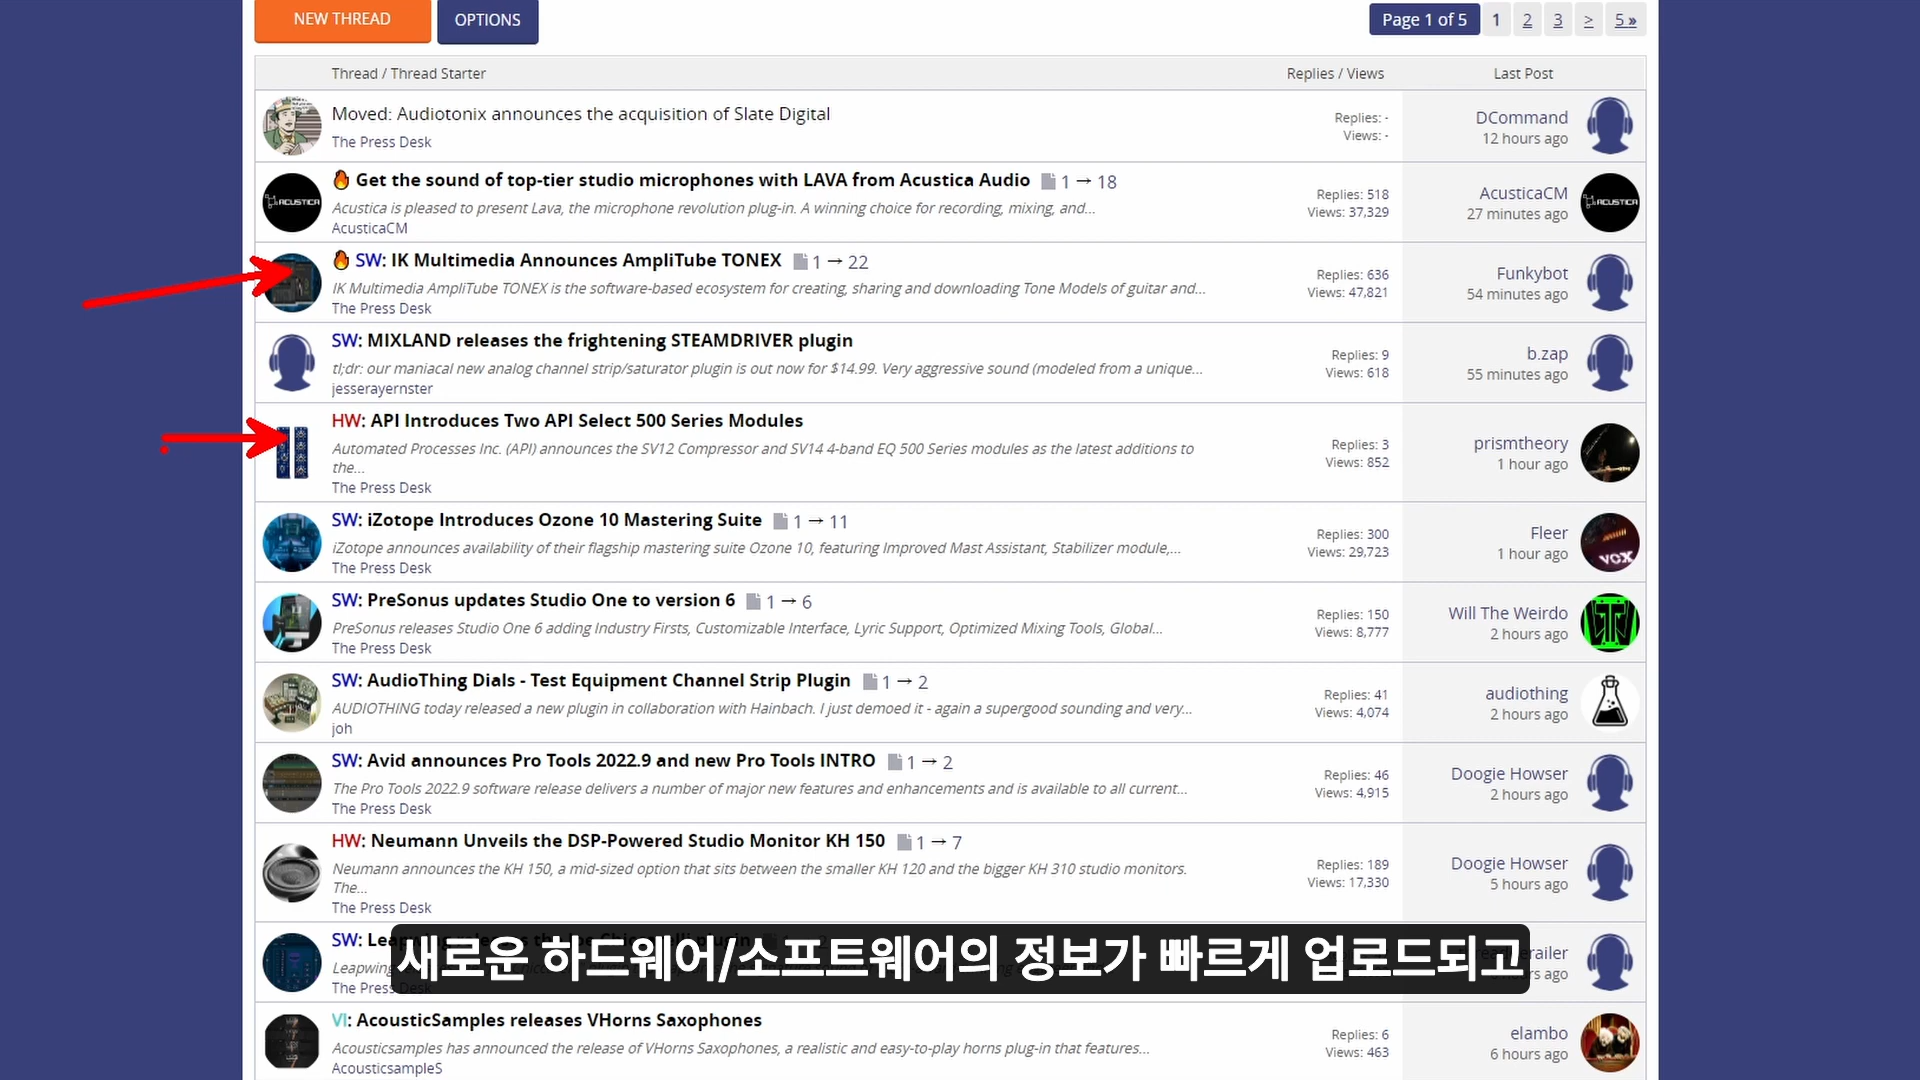 NEW THREAD
OPTIONS
Page 1 of 5 1 2 3 > 5 »
Thread / Thread Starter
Replies / Views
Last Post
Moved: Audiotonix announces the acquisition of Slate Digital
The Press Desk
Replies: -
Views: -
DCommand
12 hours ago
Get the sound of top-tier studio microphones with LAVA from Acustica Audio 1 → 18
Acustica is pleased to present Lava, the microphone revolution plug-in. A winning choice for recording, mixing, and...
AcusticaCM
Replies: 518
Views: 37,329
AcusticaCM
27 minutes ago
ACUSTICA
ACUSTICA
SW: IK Multimedia Announces AmpliTube TONEX 1 → 22
IK Multimedia AmpliTube TONEX is the software-based ecosystem for creating, sharing and downloading Tone Models of guitar and...
The Press Desk
Replies: 636
Views: 47,821
Funkybot
54 minutes ago
SW: MIXLAND releases the frightening STEAMDRIVER plugin
tl;dr: our maniacal new analog channel strip/saturator plugin is out now for $14.99. Very aggressive sound (modeled from a unique...
jesserayernster
Replies: 9
Views: 618
b.zap
55 minutes ago
HW: API Introduces Two API Select 500 Series Modules
Automated Processes Inc. (API) announces the SV12 Compressor and SV14 4-band EQ 500 Series modules as the latest additions to
the...
The Press Desk
Replies: 3
Views: 852
prismtheory
1 hour ago
SW: iZotope Introduces Ozone 10 Mastering Suite 1 → 11
iZotope announces availability of their flagship mastering suite Ozone 10, featuring Improved Mast Assistant, Stabilizer module,...
The Press Desk
Replies: 300
Views: 29,723
Fleer
1 hour ago
VOX
SW: PreSonus updates Studio One to version 6 1 → 6
PreSonus releases Studio One 6 adding Industry Firsts, Customizable Interface, Lyric Support, Optimized Mixing Tools, Global...
The Press Desk
Replies: 150
Views: 8,777
Will The Weirdo
2 hours ago
SW: AudioThing Dials - Test Equipment Channel Strip Plugin 1 → 2
AUDIOTHING today released a new plugin in collaboration with Hainbach. I just demoed it - again a supergood sounding and very...
joh
Replies: 41
Views: 4,074
audiothing
2 hours ago
SW: Avid announces Pro Tools 2022.9 and new Pro Tools INTRO 1 → 2
The Pro Tools 2022.9 software release delivers a number of major new features and enhancements and is available to all current...
The Press Desk
Replies: 46
Views: 4,915
Doogie Howser
2 hours ago
HW: Neumann Unveils the DSP-Powered Studio Monitor KH 150 1 → 7
Neumann announces the KH 150, a mid-sized option that sits between the smaller KH 120 and the bigger KH 310 studio monitors.
The...
The Press Desk
Replies: 189
Views: 17,330
Doogie Howser
5 hours ago
SW:
Leapwing
The Press
새로운 하드웨어/소프트웨어의 정보가 빠르게 업로드되고
ago
VI: AcousticSamples releases VHorns Saxophones
Acousticsamples has announced the release of VHorns Saxophones, a realistic and easy-to-play horns plug-in that features...
AcousticsampleS
Replies: 6
Views: 463
elambo
6 hours ago